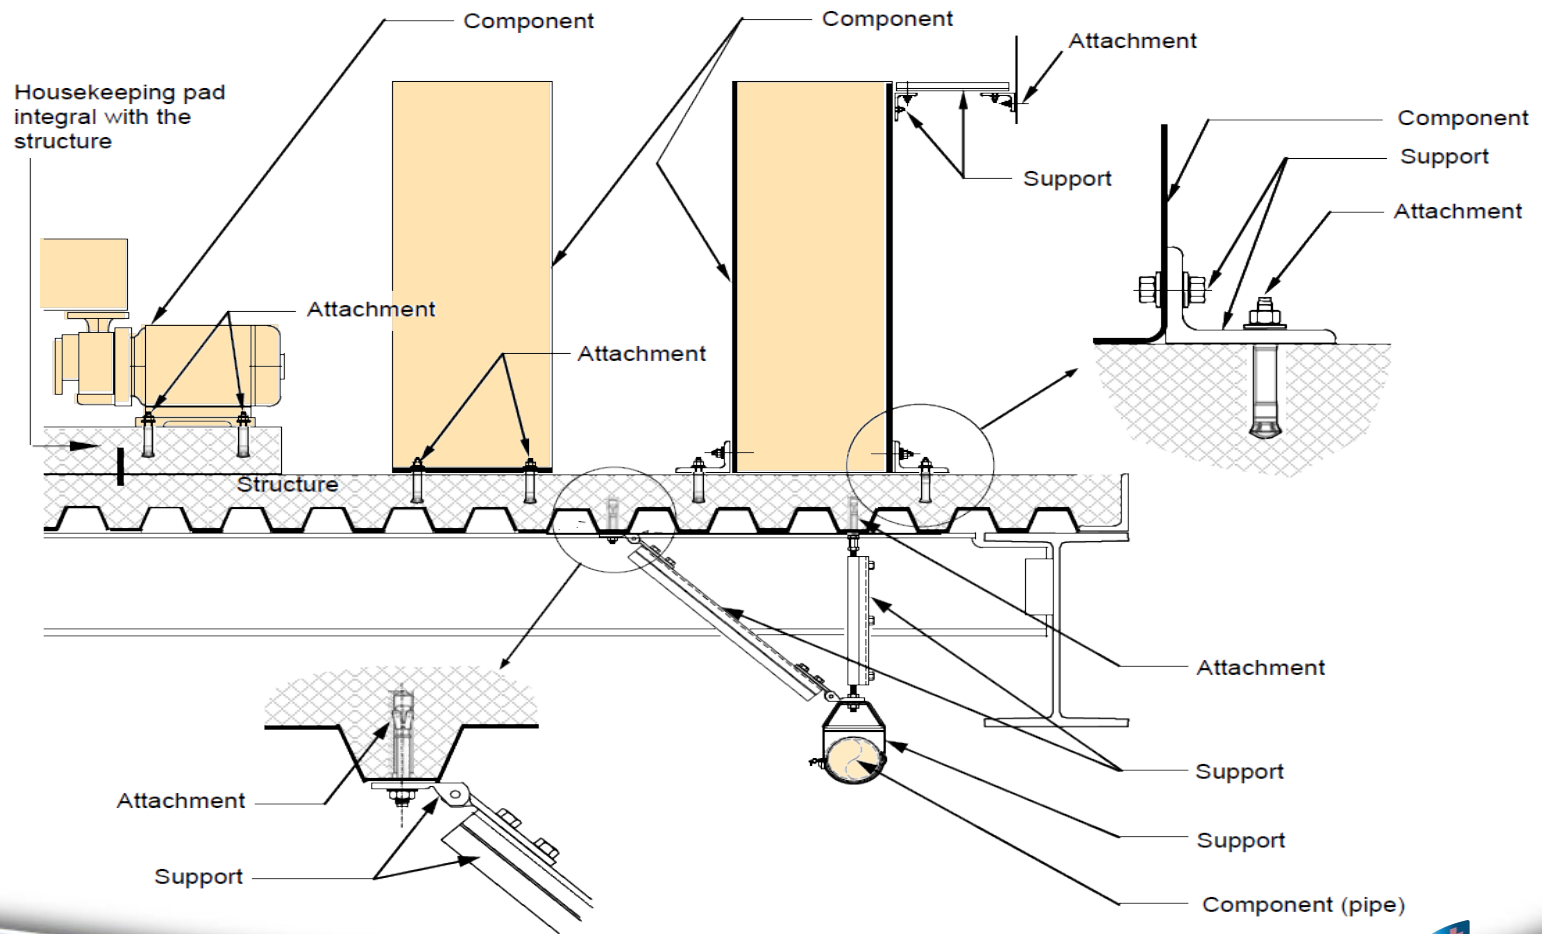 Component
Component
Attachment
Housekeeping pad
integral with the
structure
Component
Support
Support
Attachment
Attachment
Attachment
Structure
Attachment
Support
Attachment
Support
Support
Component (pipe)